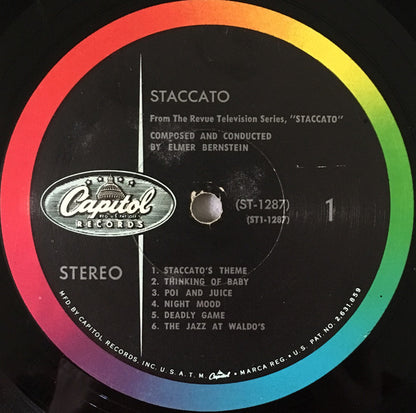 STACCATO
From The Revue Television Series, "STACCATO"
COMPOSED AND CONDUCTED
BY ELMER BERNSTEIN
Capitol
RECORDS
(ST-1287)
(ST1-1287)
1
STEREO
1. STACCATO'S THEME
2. THINKING OF BABY
3. POI AND JUICE
4. NIGHT MOOD
5. DEADLY GAME
6. THE JAZZ AT WALDO'S
MFD. BY CAPITOL RECORDS, INC. U.S.A. T.M. Capitol MARCA REG. • U.S. PAT. NO. 2,631,859